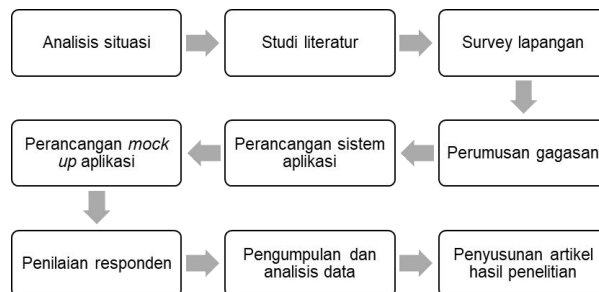 Analisis situasi
Studi literatur
Survey lapangan
Perumusan gagasan
Perancangan sistem
aplikasi
Perancangan mock
up aplikasi
Penilaian responden
Pengumpulan dan
analisis data
Penyusunan artikel
hasil penelitian